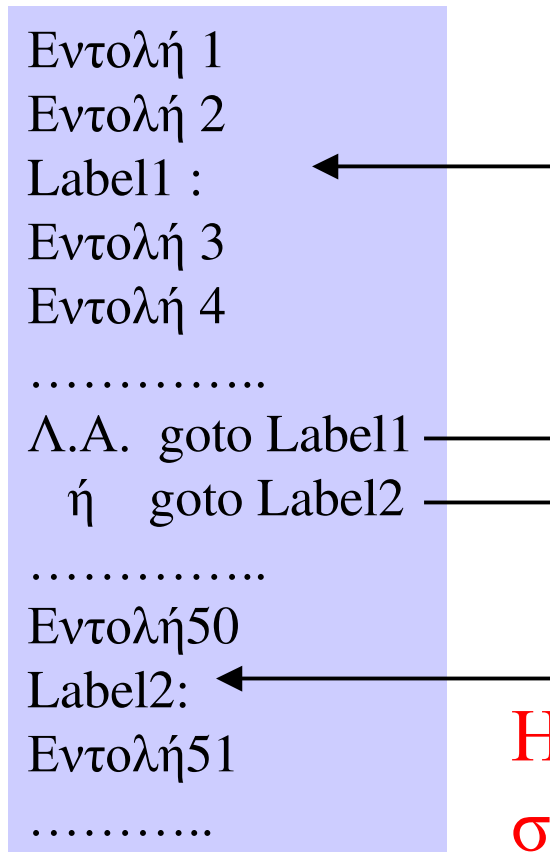 Εντολή 1
Εντολή 2
Label1 :
Εντολή 3
Εντολή 4
…………..
Λ.Α. goto Label1
ή goto Label2
…………..
Εντολή50
Label2:
Εντολή51
………..